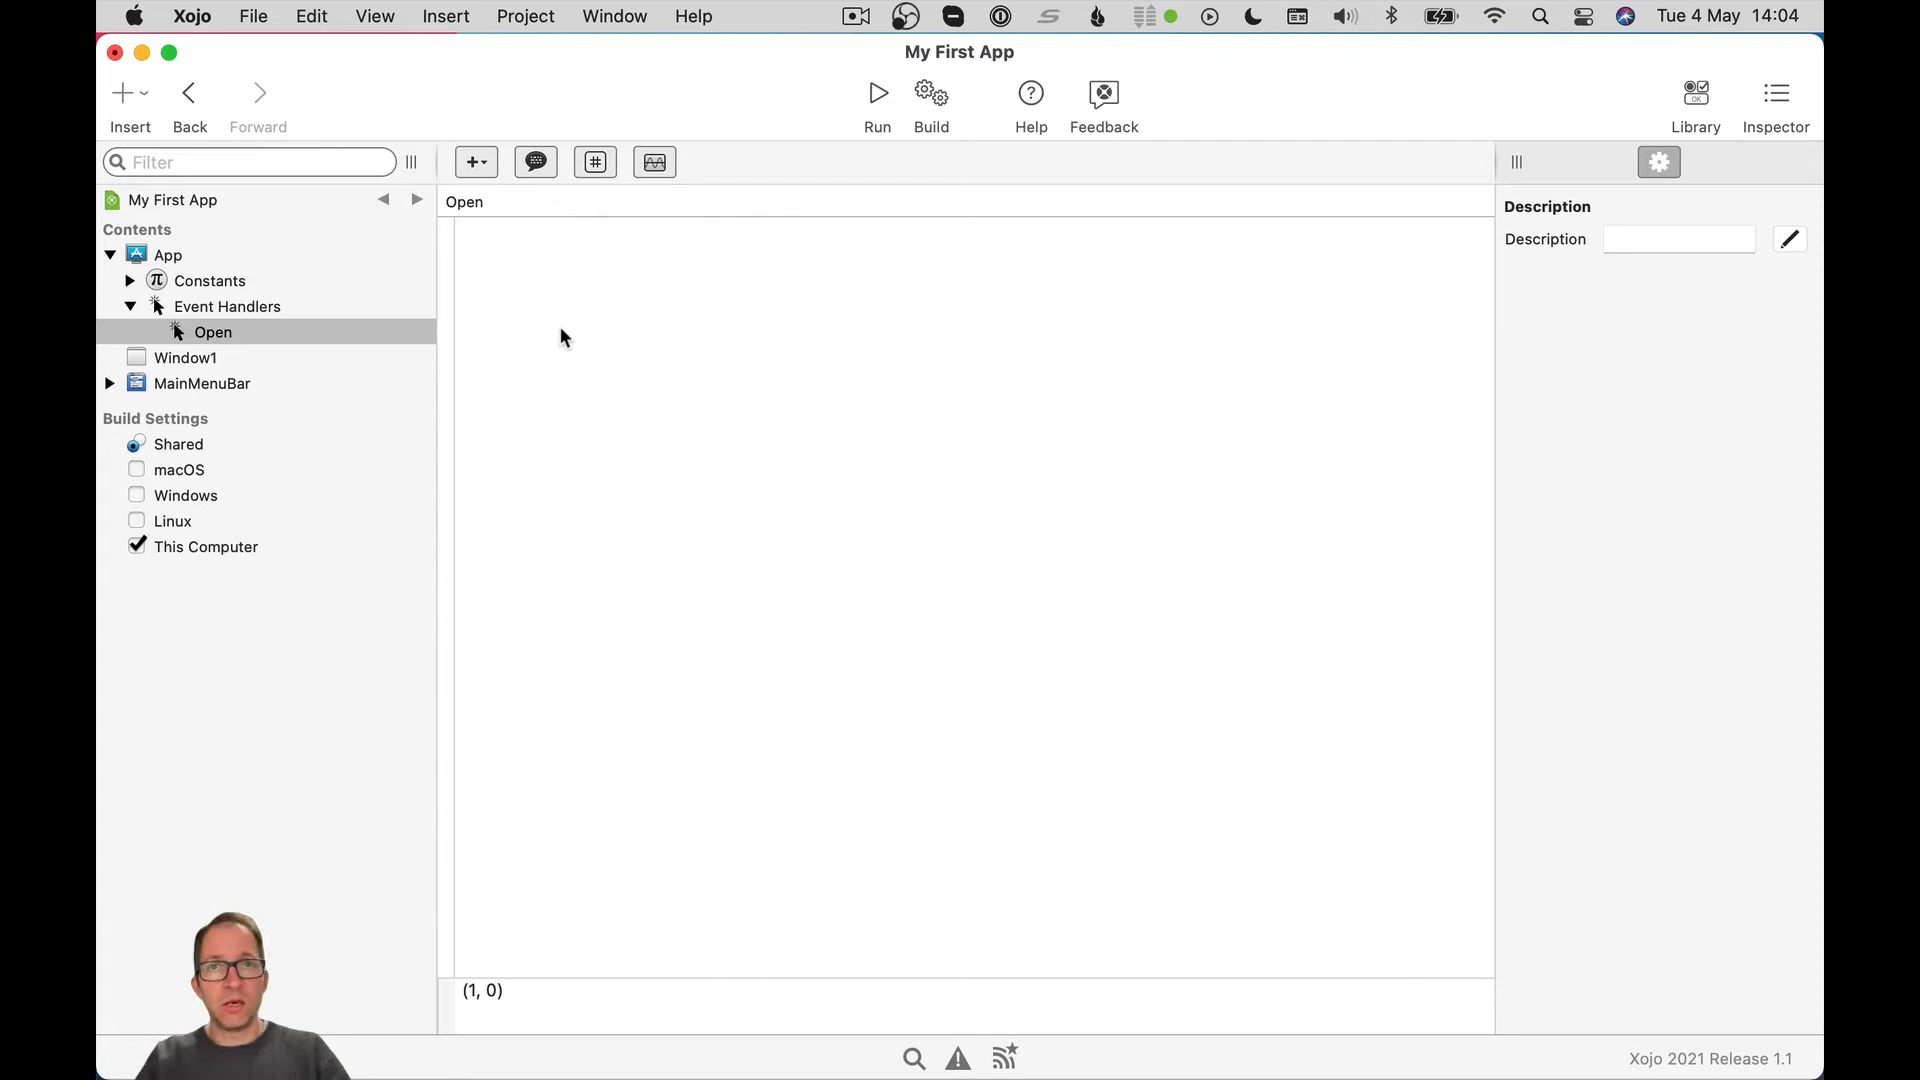 Xojo File Edit View Insert Project Window Help Tue 4 May 14:04
My First App
Insert Back Forward Run Build Help Feedback Library Inspector
OK
Filter
My First App
Open
Description
Contents
Description
App
Constants
Event Handlers
Open
Window1
MainMenuBar
Build Settings
Shared
macOS
Windows
Linux
This Computer
(1, 0)
Xojo 2021 Release 1.1